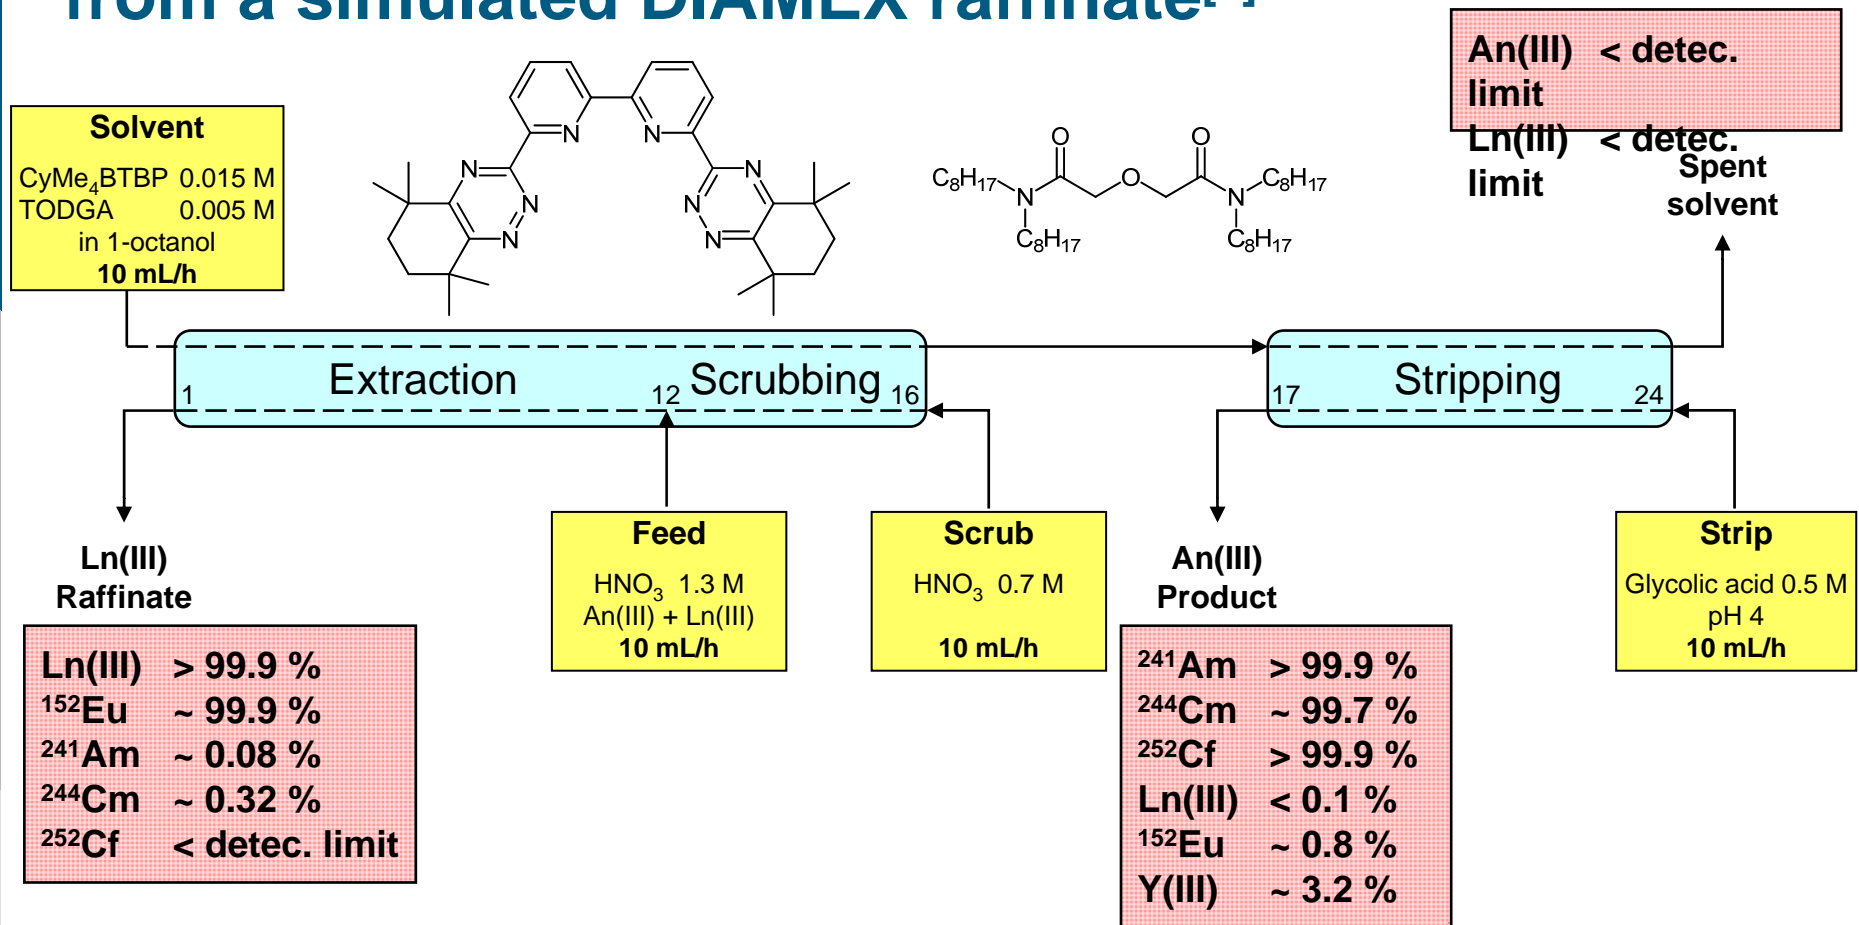 from a simulated DIAMEX raffinate
An(III) < detec.
limit
Ln(III) < detec.
limit
Spent
solvent
Solvent
CyMe4BTBP 0.015 M
TODGA 0.005 M
in 1-octanol
10 mL/h
N N
N N
N N
N N
O O
C8H17 N O N C8H17
C8H17 C8H17
Extraction Scrubbing
1 12 16
Stripping
17 24
Ln(III)
Raffinate
Feed
HNO3 1.3 M
An(III) + Ln(III)
10 mL/h
Scrub
HNO3 0.7 M
10 mL/h
An(III)
Product
Strip
Glycolic acid 0.5 M
pH 4
10 mL/h
Ln(III) > 99.9 %
152Eu ~ 99.9 %
241Am ~ 0.08 %
244Cm ~ 0.32 %
252Cf < detec. limit
241Am > 99.9 %
244Cm ~ 99.7 %
252Cf > 99.9 %
Ln(III) < 0.1 %
152Eu ~ 0.8 %
Y(III) ~ 3.2 %